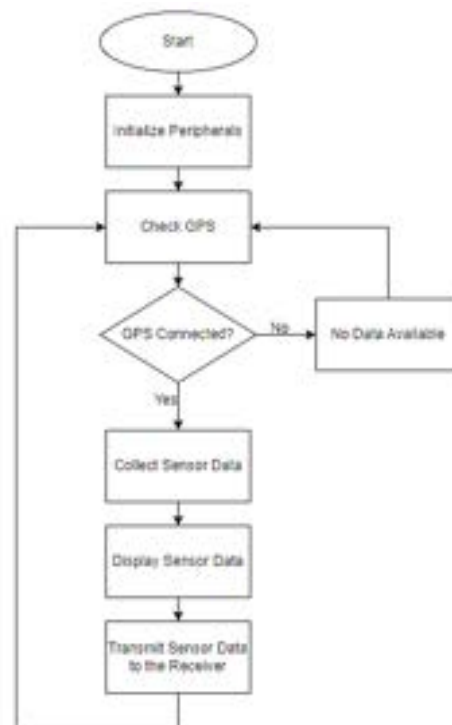 Start
Initialize Peripherals
Check GPS
GPS Connected?
No
No Data Available
Yes
Collect Sensor Data
Display Sensor Data
Transmit Sensor Data
to the Receiver